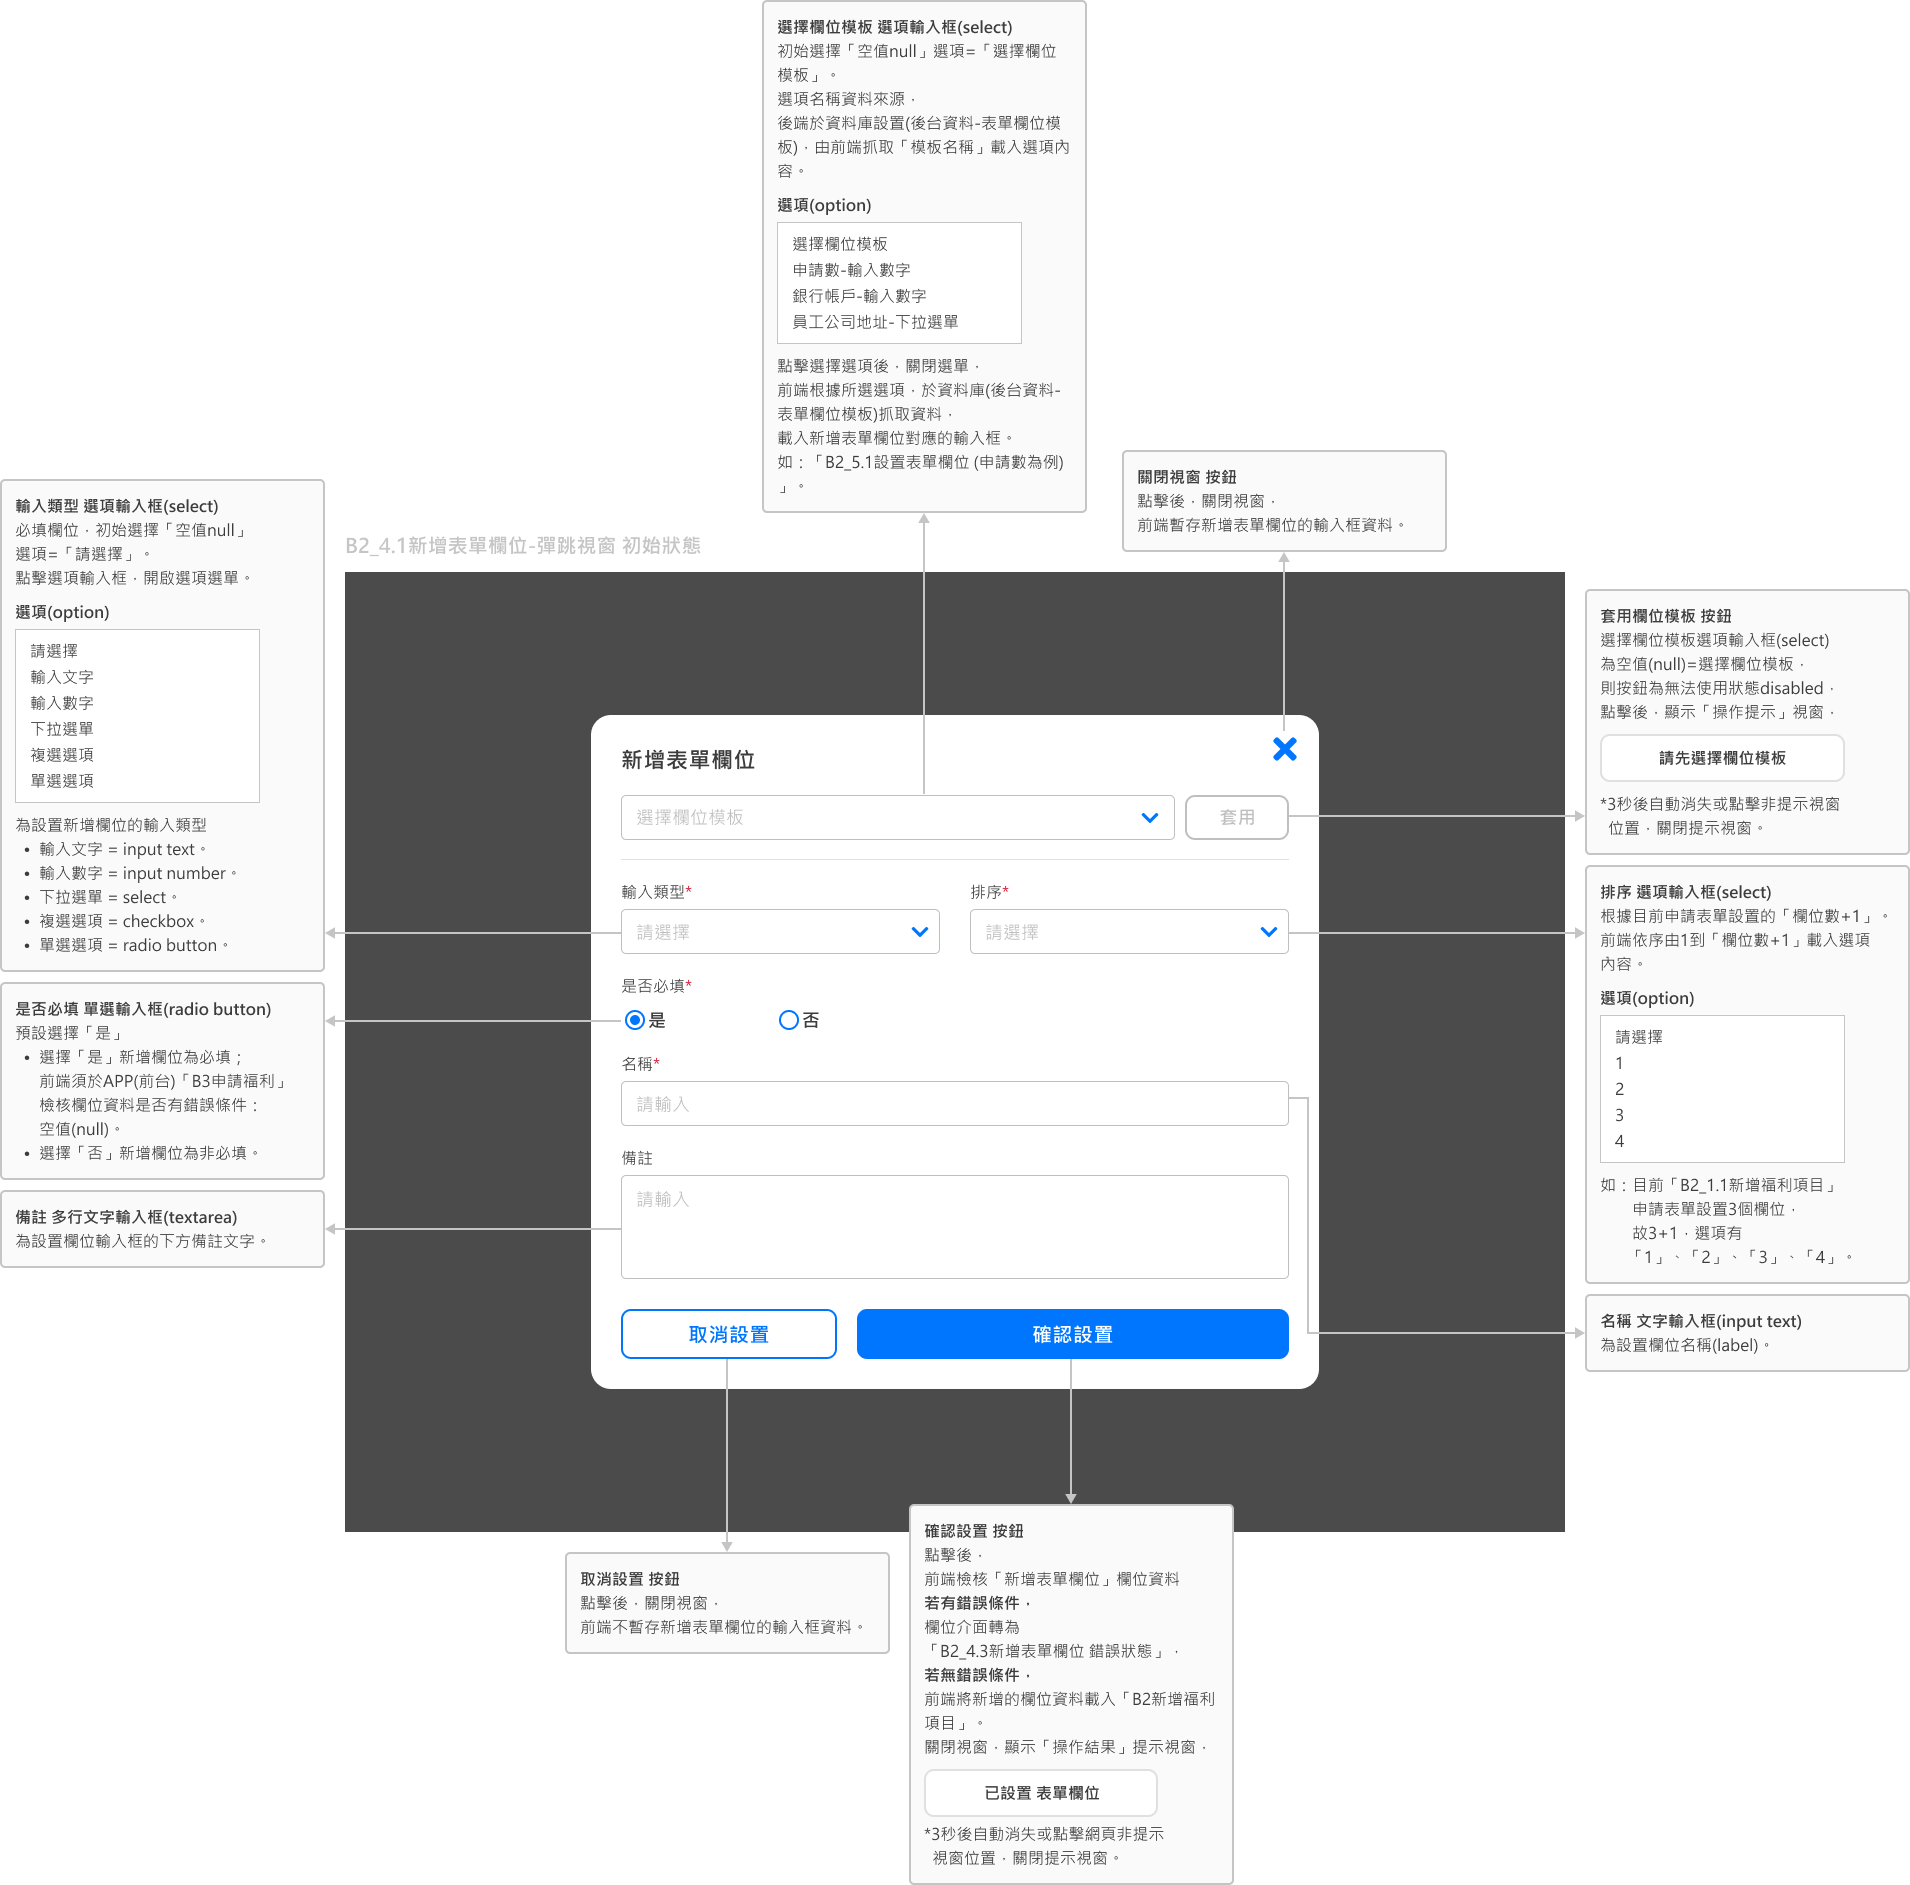 選擇欄位模板 選項輸入框(select)
初始選擇「空值null」選項=「選擇欄位
模板」。
選項名稱資料來源，
後端於資料庫設置(後台資料-表單欄位模
板)，由前端抓取「模板名稱」載入選項內
容。
選項(option)
選擇欄位模板
申請數-輸入數字
銀行帳戶-輸入數字
員工公司地址-下拉選單
點擊選擇選項後，關閉選單，
前端根據所選選項，於資料庫(後台資料-
表單欄位模板)抓取資料，
載入新增表單欄位對應的輸入框。
如：「B2_5.1設置表單欄位 (申請數為例)
」。
關閉視窗 按鈕
點擊後，關閉視窗，
前端暫存新增表單欄位的輸入框資料。
輸入類型 選項輸入框(select)
必填欄位，初始選擇「空值null」
選項=「請選擇」。
點擊選項輸入框，開啟選項選單。
選項(option)
請選擇
輸入文字
輸入數字
下拉選單
複選選項
單選選項
為設置新增欄位的輸入類型
• 輸入文字 = input text。
• 輸入數字 = input number。
• 下拉選單 = select。
• 複選選項 = checkbox。
• 單選選項 = radio button。
是否必填 單選輸入框(radio button)
預設選擇「是」
• 選擇「是」新增欄位為必填；
前端須於APP(前台)「B3申請福利」
檢核欄位資料是否有錯誤條件：
空值(null)。
• 選擇「否」新增欄位為非必填。
備註 多行文字輸入框(textarea)
為設置欄位輸入框的下方備註文字。
B2_4.1新增表單欄位-彈跳視窗 初始狀態
新增表單欄位
選擇欄位模板
套用
輸入類型*
排序*
請選擇
請選擇
是否必填*
是
否
名稱*
請輸入
備註
請輸入
取消設置
確認設置
套用欄位模板 按鈕
選擇欄位模板選項輸入框(select)
為空值(null)=選擇欄位模板，
則按鈕為無法使用狀態disabled，
點擊後，顯示「操作提示」視窗，
請先選擇欄位模板
*3秒後自動消失或點擊非提示視窗
位置，關閉提示視窗。
排序 選項輸入框(select)
根據目前申請表單設置的「欄位數+1」。
前端依序由1到「欄位數+1」載入選項
內容。
選項(option)
請選擇
1
2
3
4
如：目前「B2_1.1新增福利項目」
申請表單設置3個欄位，
故3+1，選項有
「1」、「2」、「3」、「4」。
名稱 文字輸入框(input text)
為設置欄位名稱(label)。
取消設置 按鈕
點擊後，關閉視窗，
前端不暫存新增表單欄位的輸入框資料。
確認設置 按鈕
點擊後，
前端檢核「新增表單欄位」欄位資料
若有錯誤條件，
欄位介面轉為
「B2_4.3新增表單欄位 錯誤狀態」，
若無錯誤條件，
前端將新增的欄位資料載入「B2新增福利
項目」。
關閉視窗，顯示「操作結果」提示視窗，
已設置 表單欄位
*3秒後自動消失或點擊網頁非提示
視窗位置，關閉提示視窗。